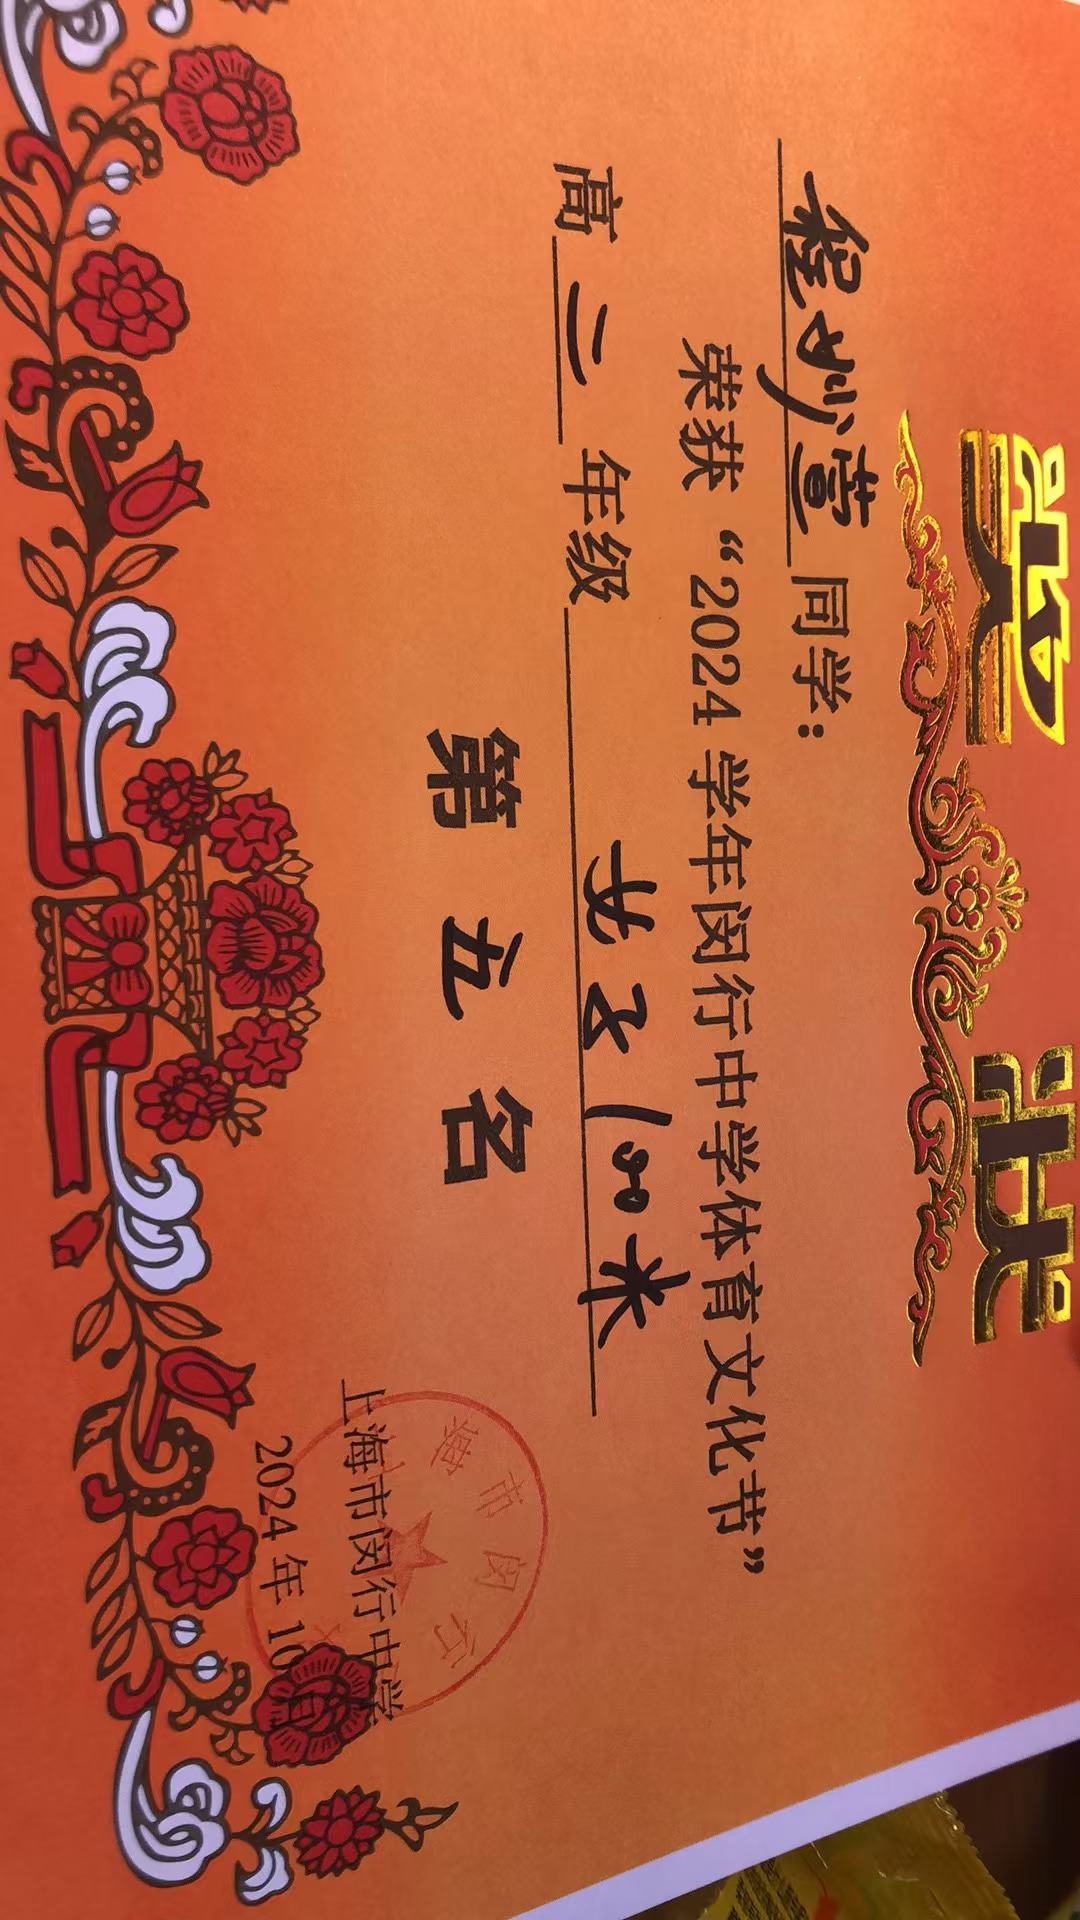 奖状
程妙萱同学:
荣获“2024学年闵行中学体育文化节”
高二年级女子100米
第五名
上海市闵行
上海市闵行中学
2024年10月